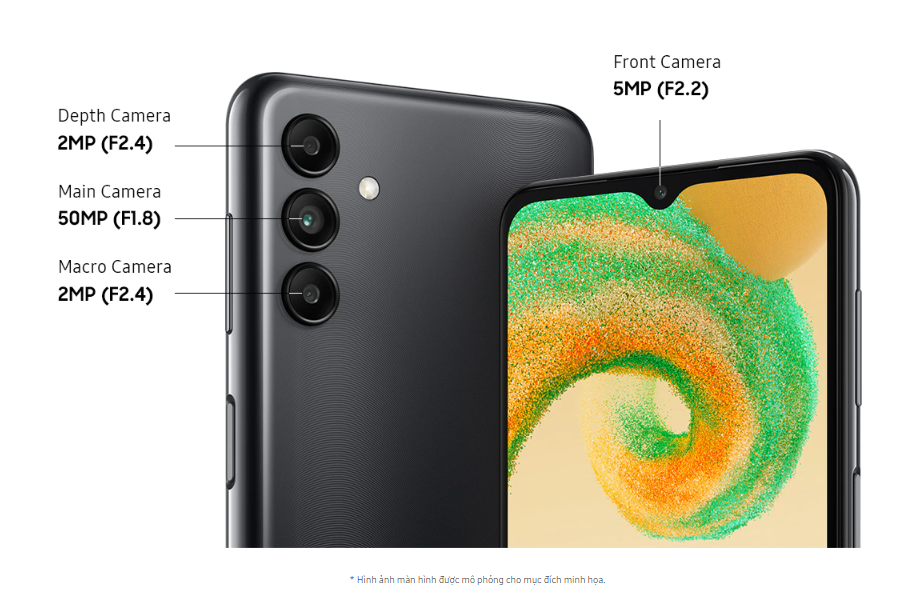 Front Camera
5MP (F2.2)
Depth Camera
2MP (F2.4)
Main Camera
50MP (F1.8)
Macro Camera
2MP (F2.4)
* Hình ảnh màn hình được mô phỏng cho mục đích minh họa.